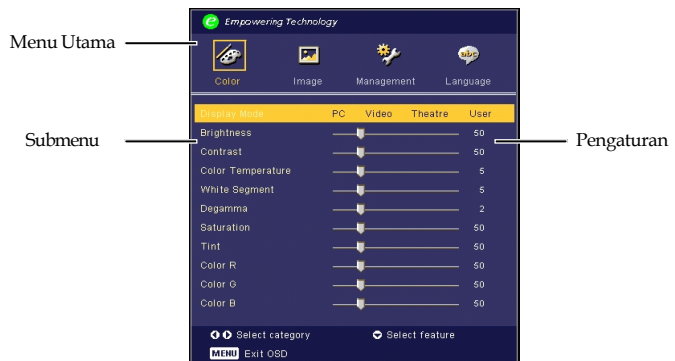 Empowering Technology
Menu Utama
Color Image Management Language
Display Mode PC Video Theatre User
Submenu
Pengaturan
Brightness 50
Contrast 50
Color Temperature 5
White Segment 5
Degamma 2
Saturation 50
Tint 50
Color R 50
Color G 50
Color B 50
Select category Select feature
MENU Exit OSD